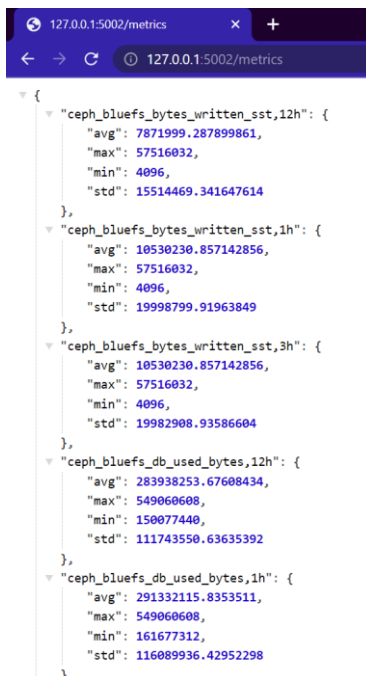 127.0.0.1:5002/metrics
127.0.0.1:5002/metrics
{
"ceph_bluefs_bytes_written_sst,12h": {
"avg": 7871999.287899861,
"max": 57516032,
"min": 4096,
"std": 15514469.341647614
},
"ceph_bluefs_bytes_written_sst,1h": {
"avg": 10530230.857142856,
"max": 57516032,
"min": 4096,
"std": 19998799.91963849
},
"ceph_bluefs_bytes_written_sst,3h": {
"avg": 10530230.857142856,
"max": 57516032,
"min": 4096,
"std": 19982908.93586604
},
"ceph_bluefs_db_used_bytes,12h": {
"avg": 283938253.67608434,
"max": 549060608,
"min": 150077440,
"std": 111743550.63635392
},
"ceph_bluefs_db_used_bytes,1h": {
"avg": 291332115.8353511,
"max": 549060608,
"min": 161677312,
"std": 116089936.42952298
}